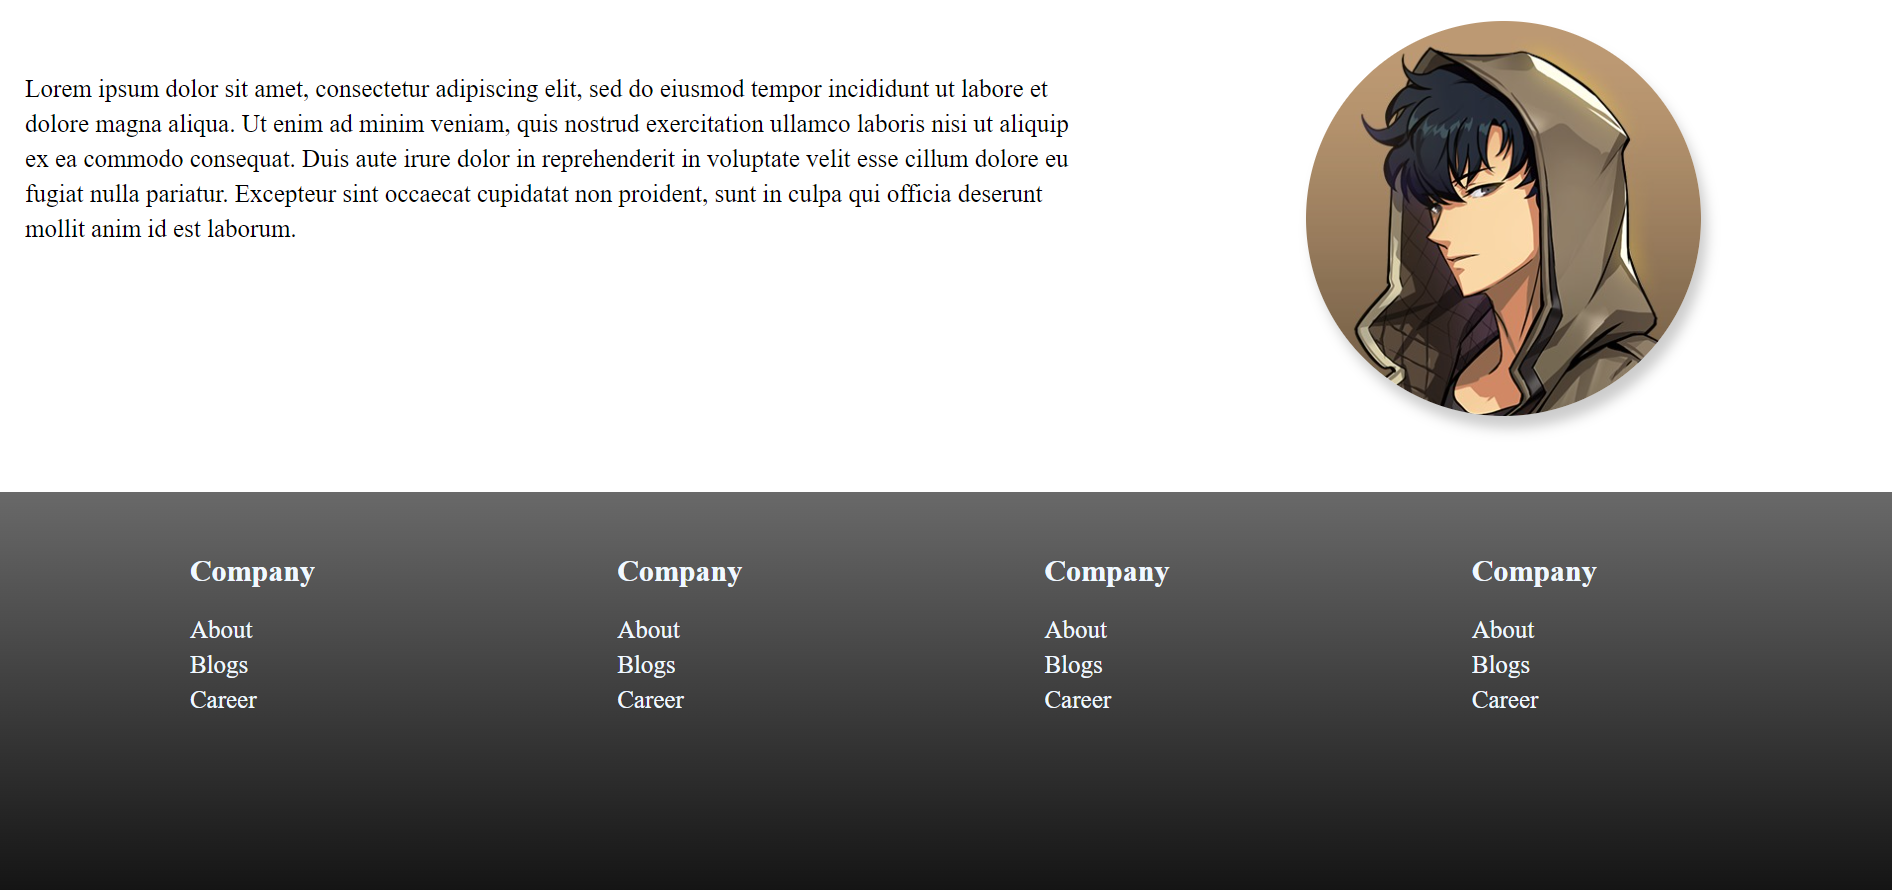 Lorem ipsum dolor sit amet, consectetur adipiscing elit, sed do eiusmod tempor incididunt ut labore et
dolore magna aliqua. Ut enim ad minim veniam, quis nostrud exercitation ullamco laboris nisi ut aliquip
ex ea commodo consequat. Duis aute irure dolor in reprehenderit in voluptate velit esse cillum dolore eu
fugiat nulla pariatur. Excepteur sint occaecat cupidatat non proident, sunt in culpa qui officia deserunt
mollit anim id est laborum.
Company
About
Blogs
Career
Company
About
Blogs
Career
Company
About
Blogs
Career
Company
About
Blogs
Career